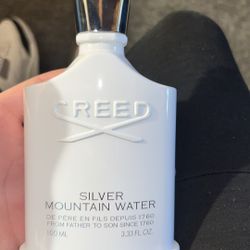 CREED
SILVER
MOUNTAIN WATER
DE PÈRE EN FILS DEPUIS 1760
FROM FATHER TO SON SINCE 1760
100 ML 3.33 FL.OZ.